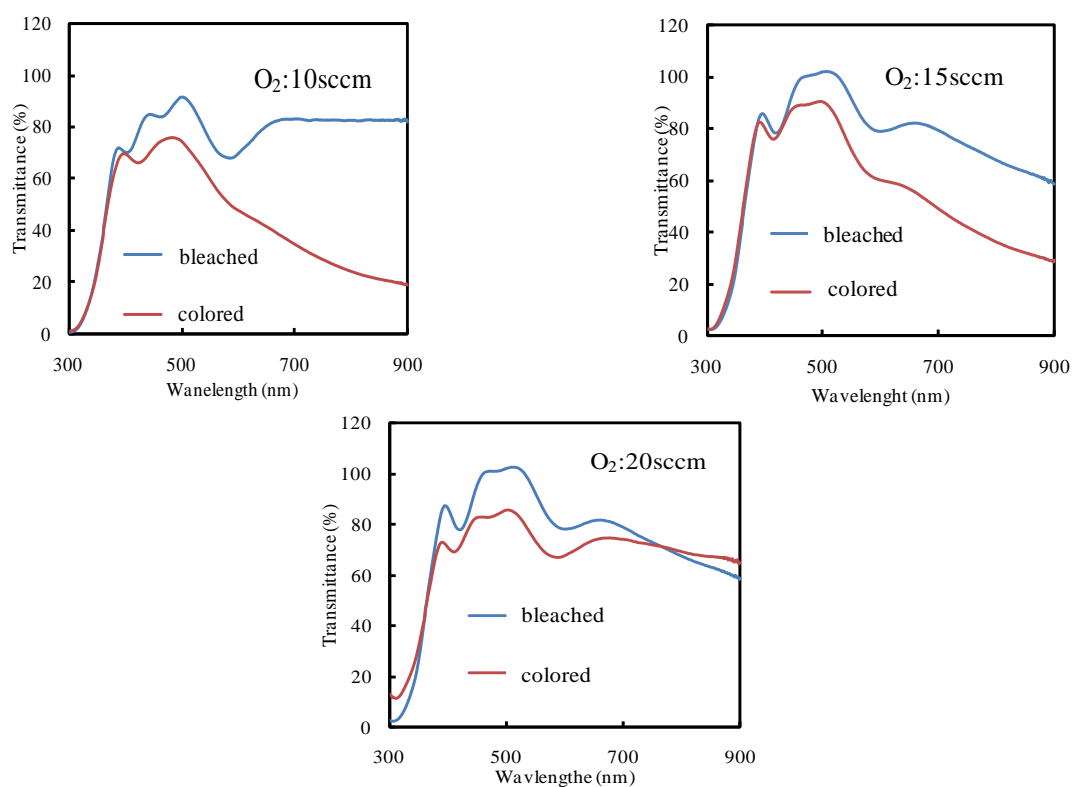 120
100
80
60
40
20
0
Transmittance (%)
O2:10sccm
bleached
colored
300 500 700 900
Wanelength (nm)
120
100
80
60
40
20
0
Transmittance (%)
O2:15sccm
bleached
colored
300 500 700 900
Wavelenght (nm)
120
100
80
60
40
20
0
Transmittance (%)
O2:20sccm
bleached
colored
300 500 700 900
Wavlengthe (nm)